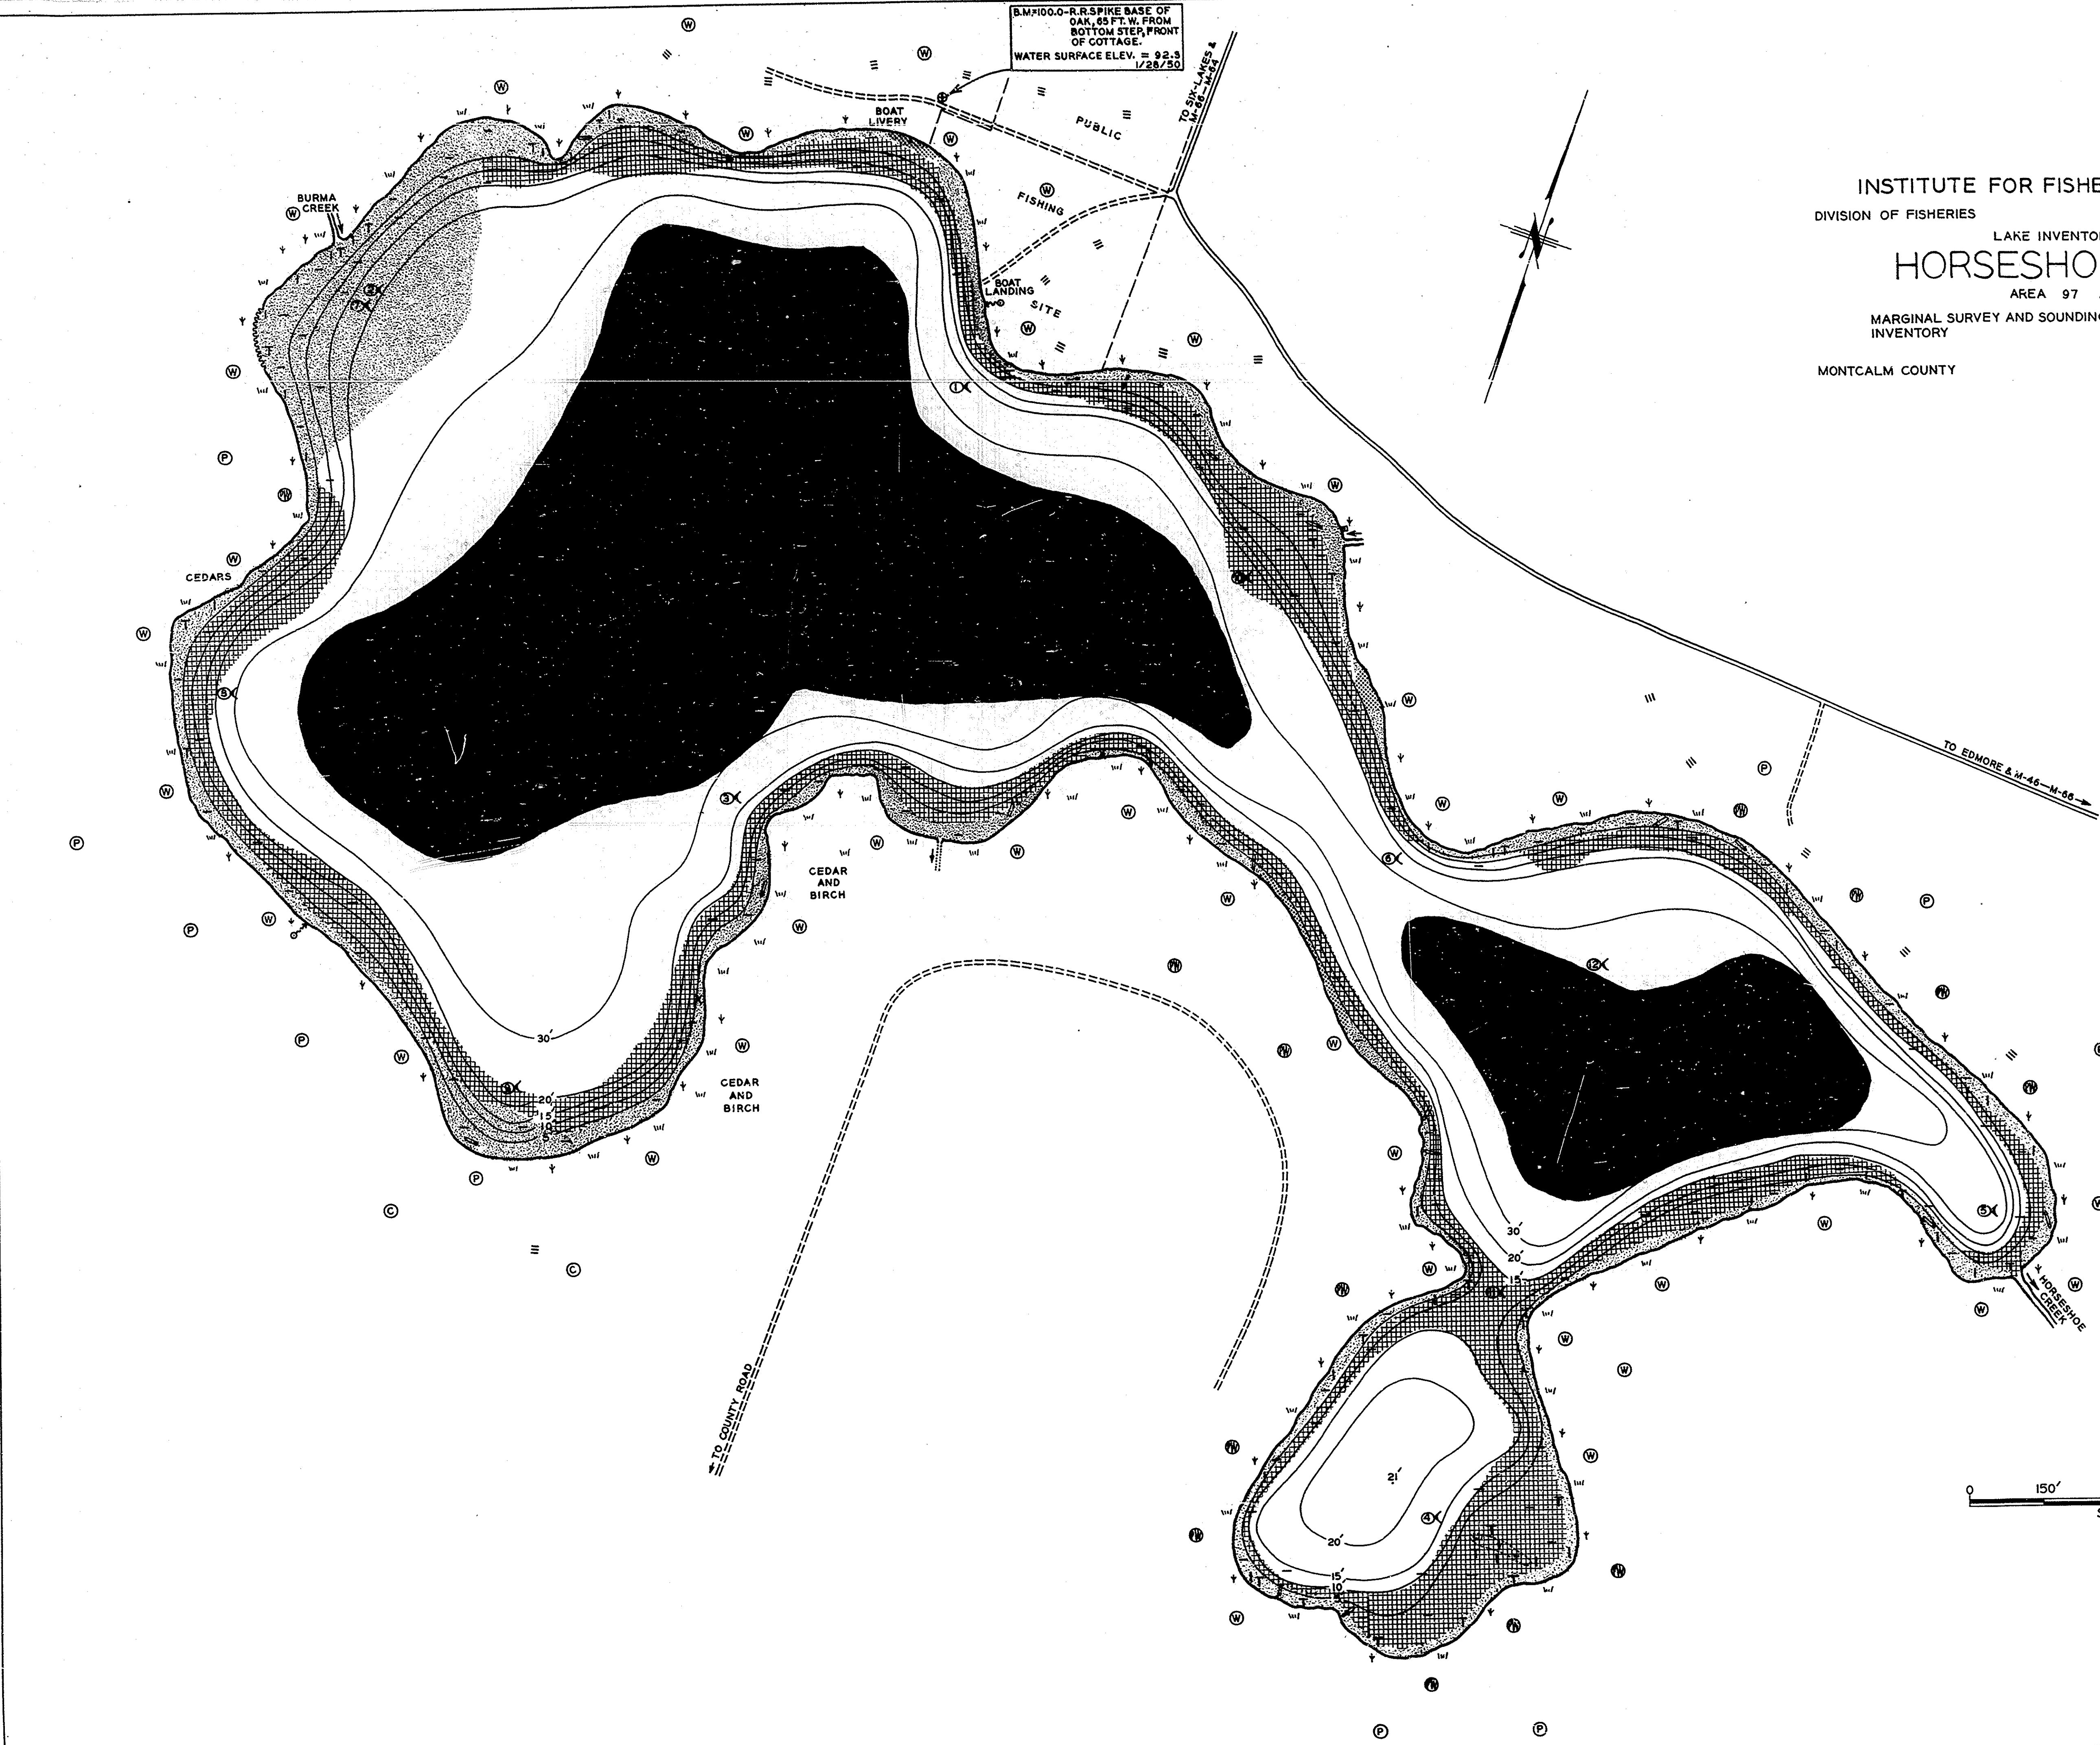 B.M.=100.0-R.R.SPIKE BASE OF
OAK, 65 FT. W. FROM
BOTTOM STEP, FRONT
OF COTTAGE.
WATER SURFACE ELEV. = 92.3
1/28/50
TO SIX-LAKES &
M-66-M-64
BOAT
LIVERY
PUBLIC
FISHING
SITE
BOAT
LANDING
BURMA
CREEK
INSTITUTE FOR FISHE
DIVISION OF FISHERIES
LAKE INVENTO
HORSESHO
AREA 97
MARGINAL SURVEY AND SOUNDIN
INVENTORY
MONTCALM COUNTY
CEDARS
TO EDMORE & M-46-M-66
CEDAR
AND
BIRCH
CEDAR
AND
BIRCH
30'
20'
15'
10'
5'
30'
20'
15'
HORSESHOE
CREEK
TO COUNTY ROAD
21'
20'
15'
10'
0 150'